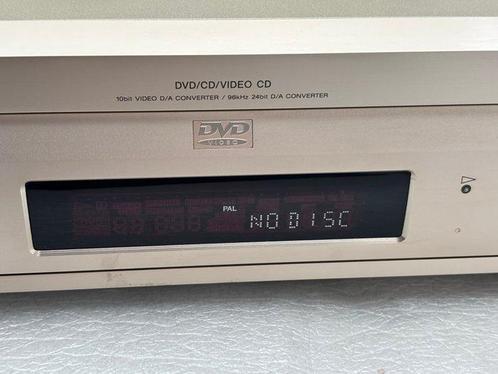 DVD/CD/VIDEO CD
10bit VIDEO D/A CONVERTER / 96kHz 24bit D/A CONVERTER
DVD
VIDEO
PAL
NO DISC